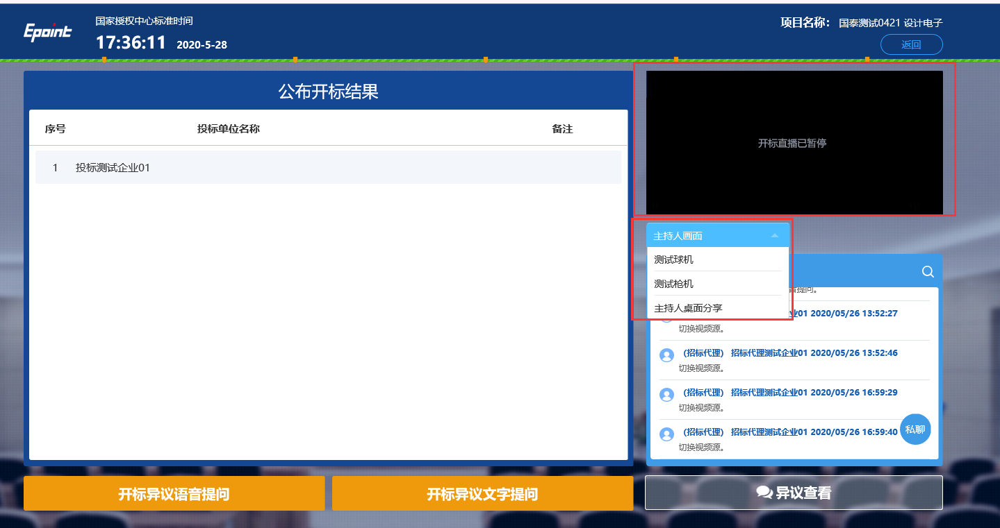 Epoint
国家授权中心标准时间
17:36:11 2020-5-28
项目名称: 国泰测试0421 设计电子
返回
公布开标结果
序号 投标单位名称 备注
1 投标测试企业01
开标直播已暂停
主持人画面
测试球机
测试枪机
主持人桌面分享
提问。
业01 2020/05/26 13:52:27
切换视频源。
(招标代理) 招标代理测试企业01 2020/05/26 13:52:46
切换视频源。
(招标代理) 招标代理测试企业01 2020/05/26 16:59:29
切换视频源。
(招标代理) 招标代理测试企业01 2020/05/26 16:59:40
切换视频源。
私聊
开标异议语音提问
开标异议文字提问
异议查看